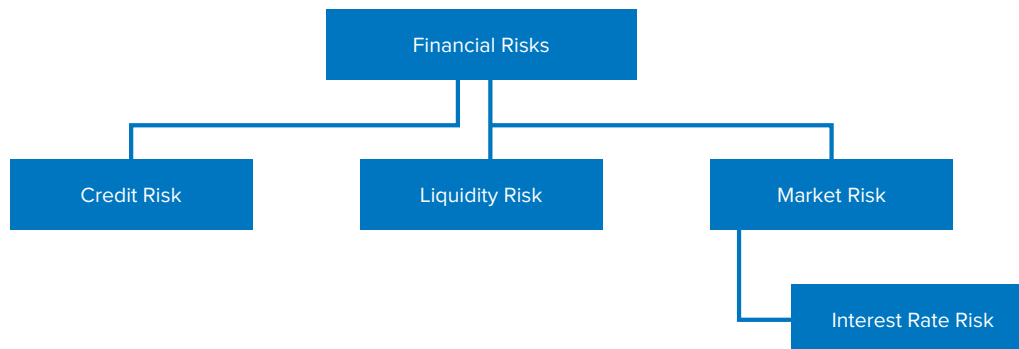 Financial Risks
Credit Risk
Liquidity Risk
Market Risk
Interest Rate Risk